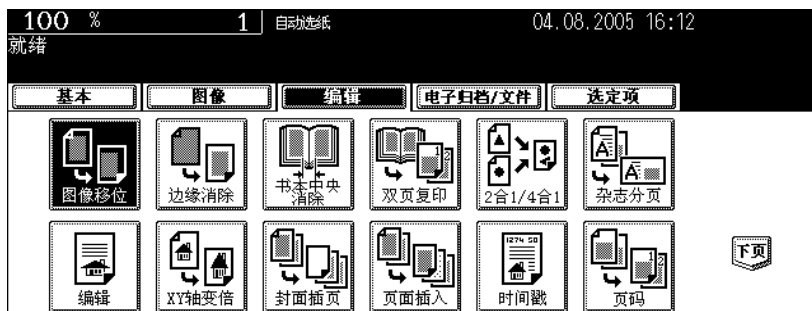 100 % 1 自动选纸 04.08.2005 16:12
就绪
基本 图像 编辑 电子归档/文件 选定项
图像移位 边缘消除 书本中央消除 双页复印 2合1/4合1 杂志分页
下页
编辑 XY轴变倍 封面插页 页面插入 时间戳 页码